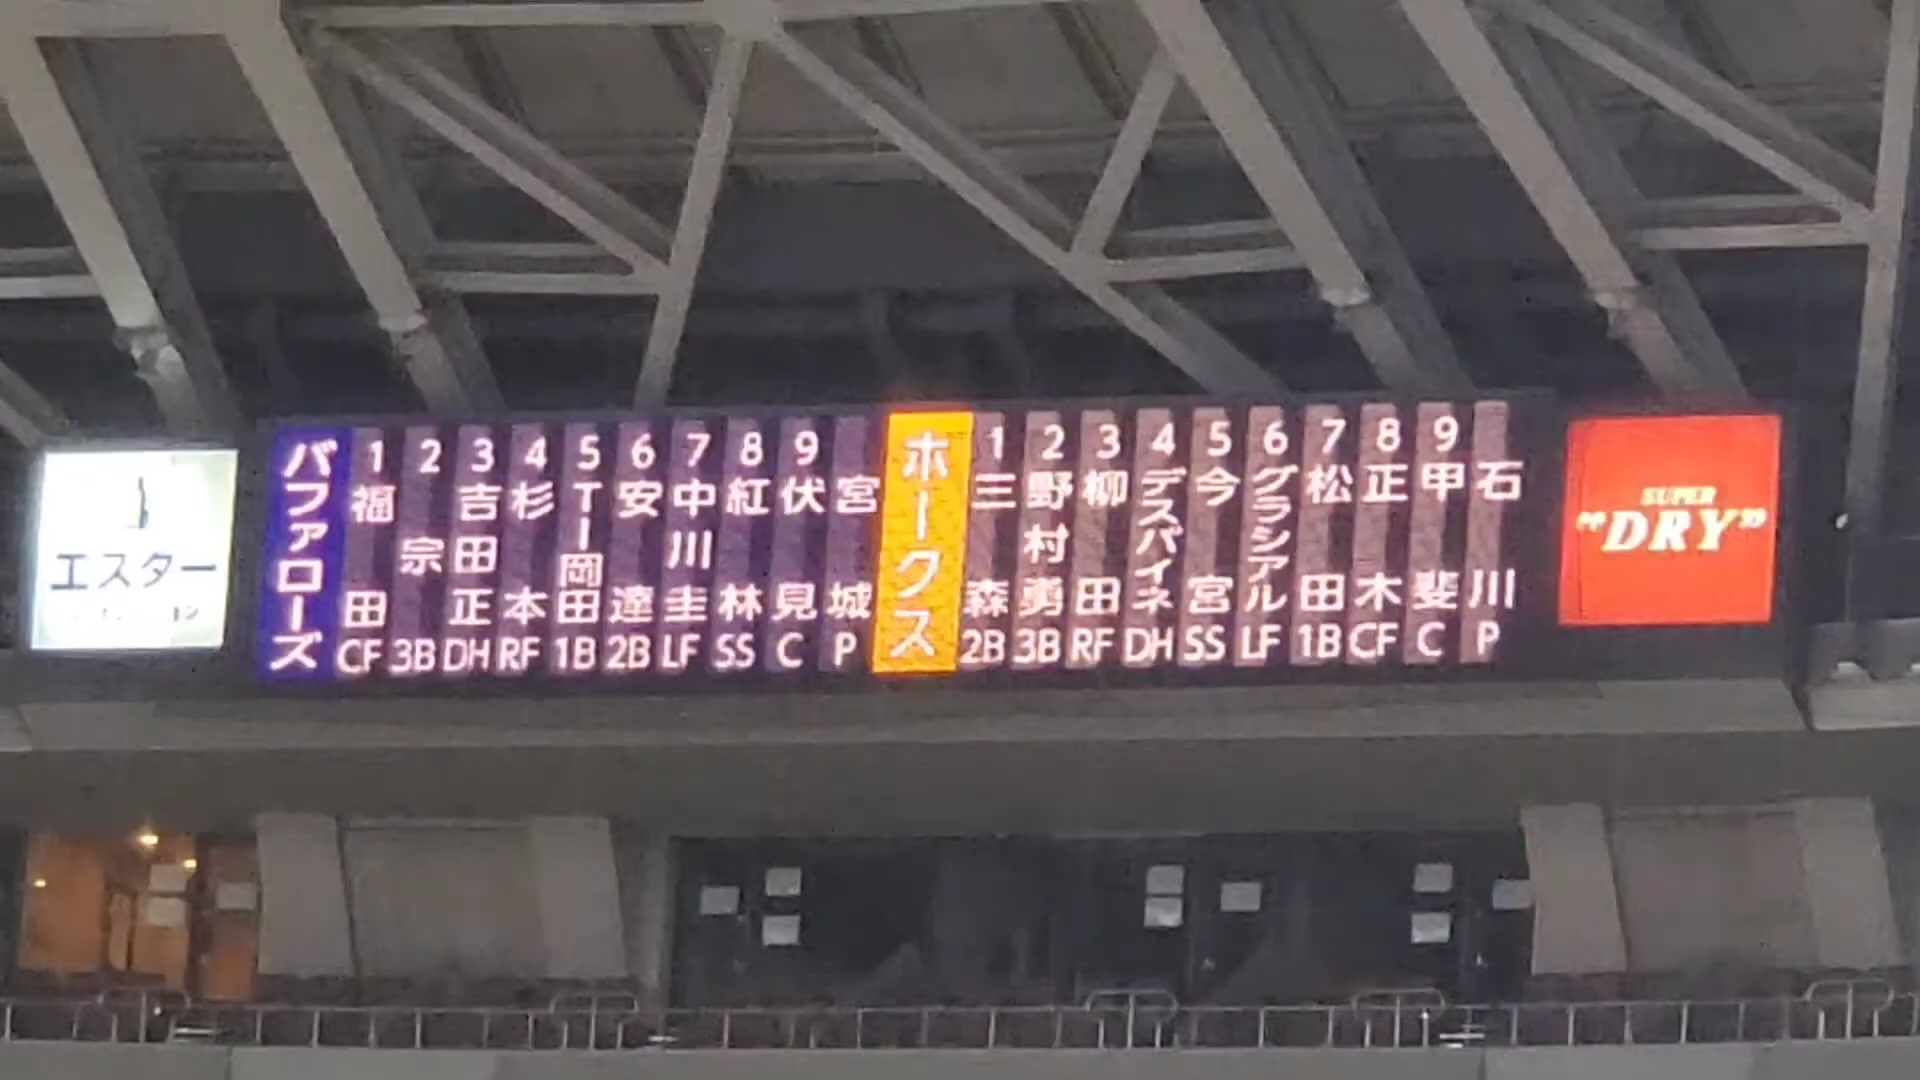 エスター
バファローズ
1 福田 CF
2 宗 3B
3 吉田正 DH
4 杉本 RF
5 T-岡田 1B
6 安達 2B
7 中川圭 LF
8 紅林 SS
9 伏見 C
宮城 P
ホークス
1 三森 2B
2 野村勇 3B
3 柳田 RF
4 デスパイネ DH
5 今宮 SS
6 グラシアル LF
7 松田 1B
8 正木 CF
9 甲斐 C
石川 P
SUPER
"DRY"